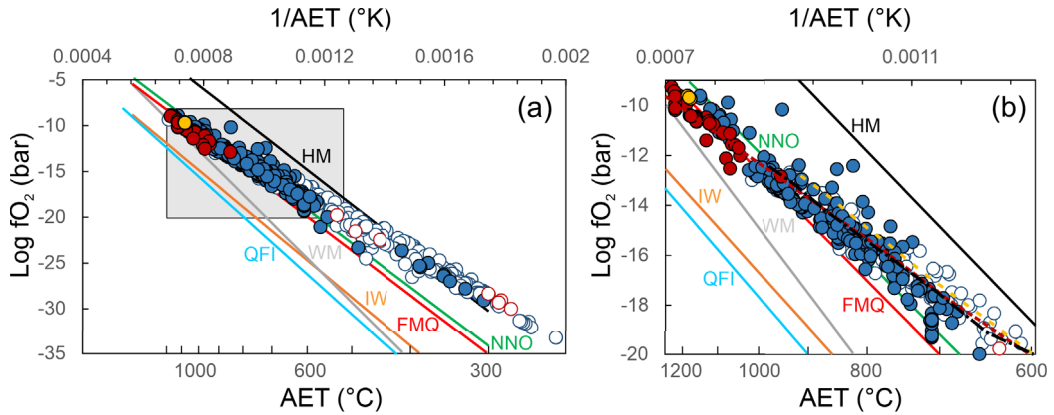 1/AET (°K)
0.0004 0.0008 0.0012 0.0016 0.002
-5
-10
-15
-20
-25
-30
-35
Log fO2 (bar)
(a)
HM
QFI
WM
IW
FMQ
NNO
1000 600 300
AET (°C)
1/AET (°K)
0.0007 0.0011
-10
-12
-14
-16
-18
-20
Log fO2 (bar)
(b)
NNO
HM
IW
WM
QFI
FMQ
1200 1000 800 600
AET (°C)